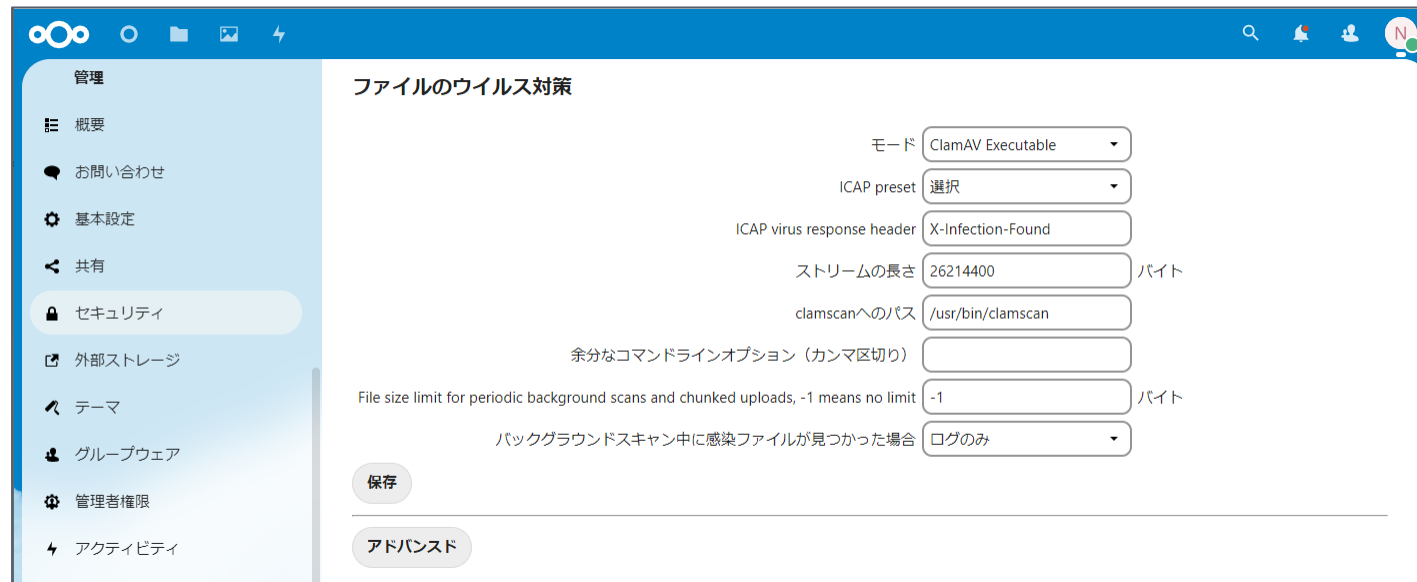 N
管理
概要
お問い合わせ
基本設定
共有
セキュリティ
外部ストレージ
テーマ
グループウェア
管理者権限
アクティビティ
ファイルのウイルス対策
モード ClamAV Executable
ICAP preset 選択
ICAP virus response header X-Infection-Found
ストリームの長さ 26214400 バイト
clamscanへのパス /usr/bin/clamscan
余分なコマンドラインオプション（カンマ区切り）
File size limit for periodic background scans and chunked uploads, -1 means no limit -1 バイト
バックグラウンドスキャン中に感染ファイルが見つかった場合 ログのみ
保存
アドバンスド